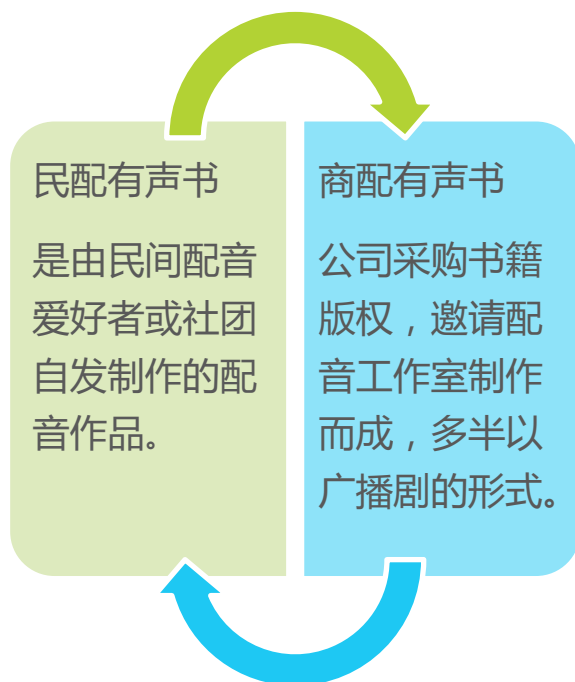 民配有声书
是由民间配音
爱好者或社团
自发制作的配
音作品。
商配有声书
公司采购书籍
版权，邀请配
音工作室制作
而成，多半以
广播剧的形式。